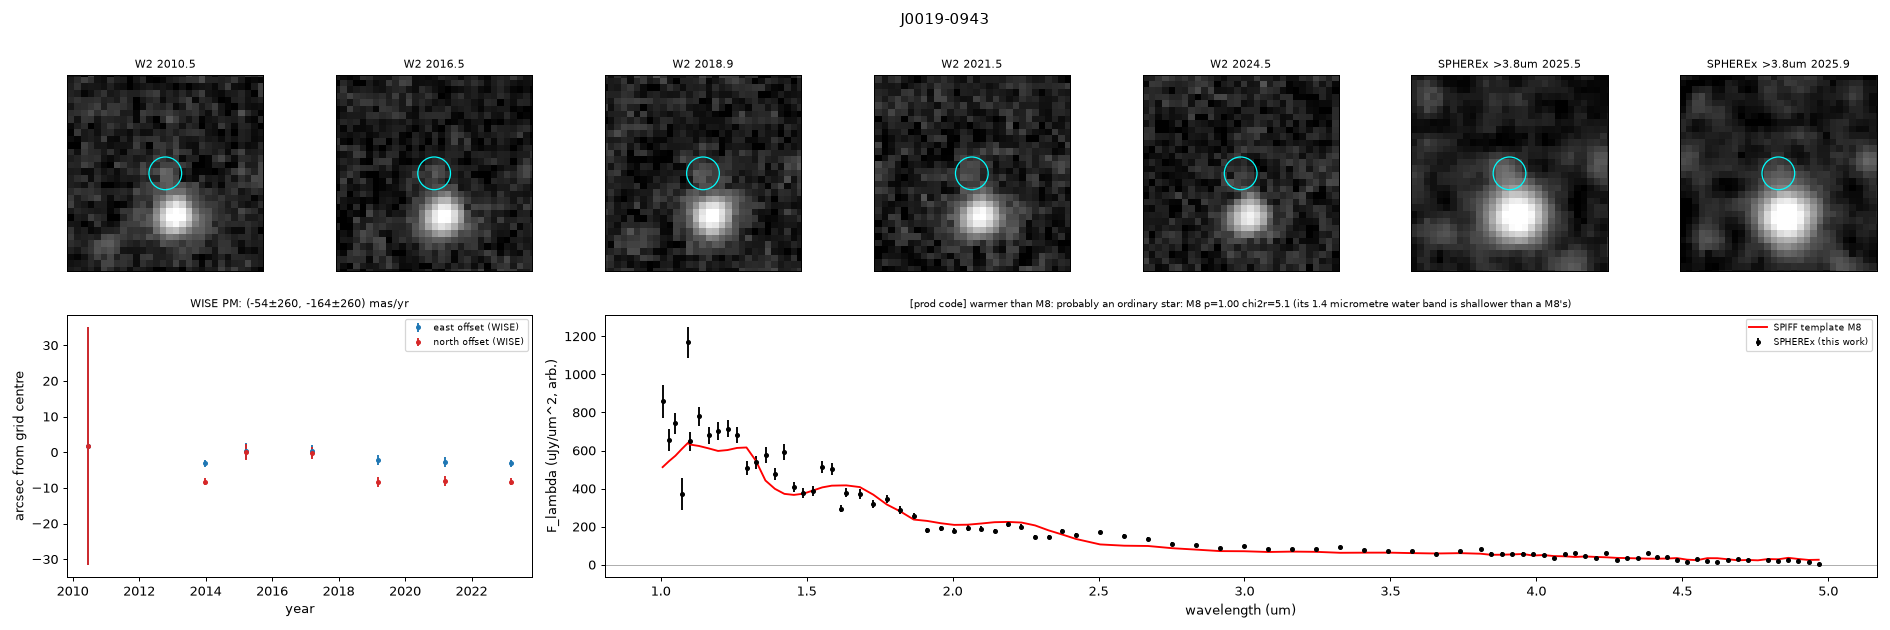 J0019-0943
W2 2010.5
W2 2016.5
W2 2018.9
W2 2021.5
W2 2024.5
SPHEREx >3.8um 2025.5
SPHEREx >3.8um 2025.9
WISE PM: (-54±260, -164±260) mas/yr
east offset (WISE)
north offset (WISE)
arcsec from grid centre
30
20
10
0
−10
−20
−30
2010
2012
2014
2016
2018
2020
2022
year
[prod code] warmer than M8: probably an ordinary star: M8 p=1.00 chi2r=5.1 (its 1.4 micrometre water band is shallower than a M8's)
SPIFF template M8
SPHEREx (this work)
F_lambda (uJy/um^2, arb.)
1200
1000
800
600
400
200
0
1.0
1.5
2.0
2.5
3.0
3.5
4.0
4.5
5.0
wavelength (um)